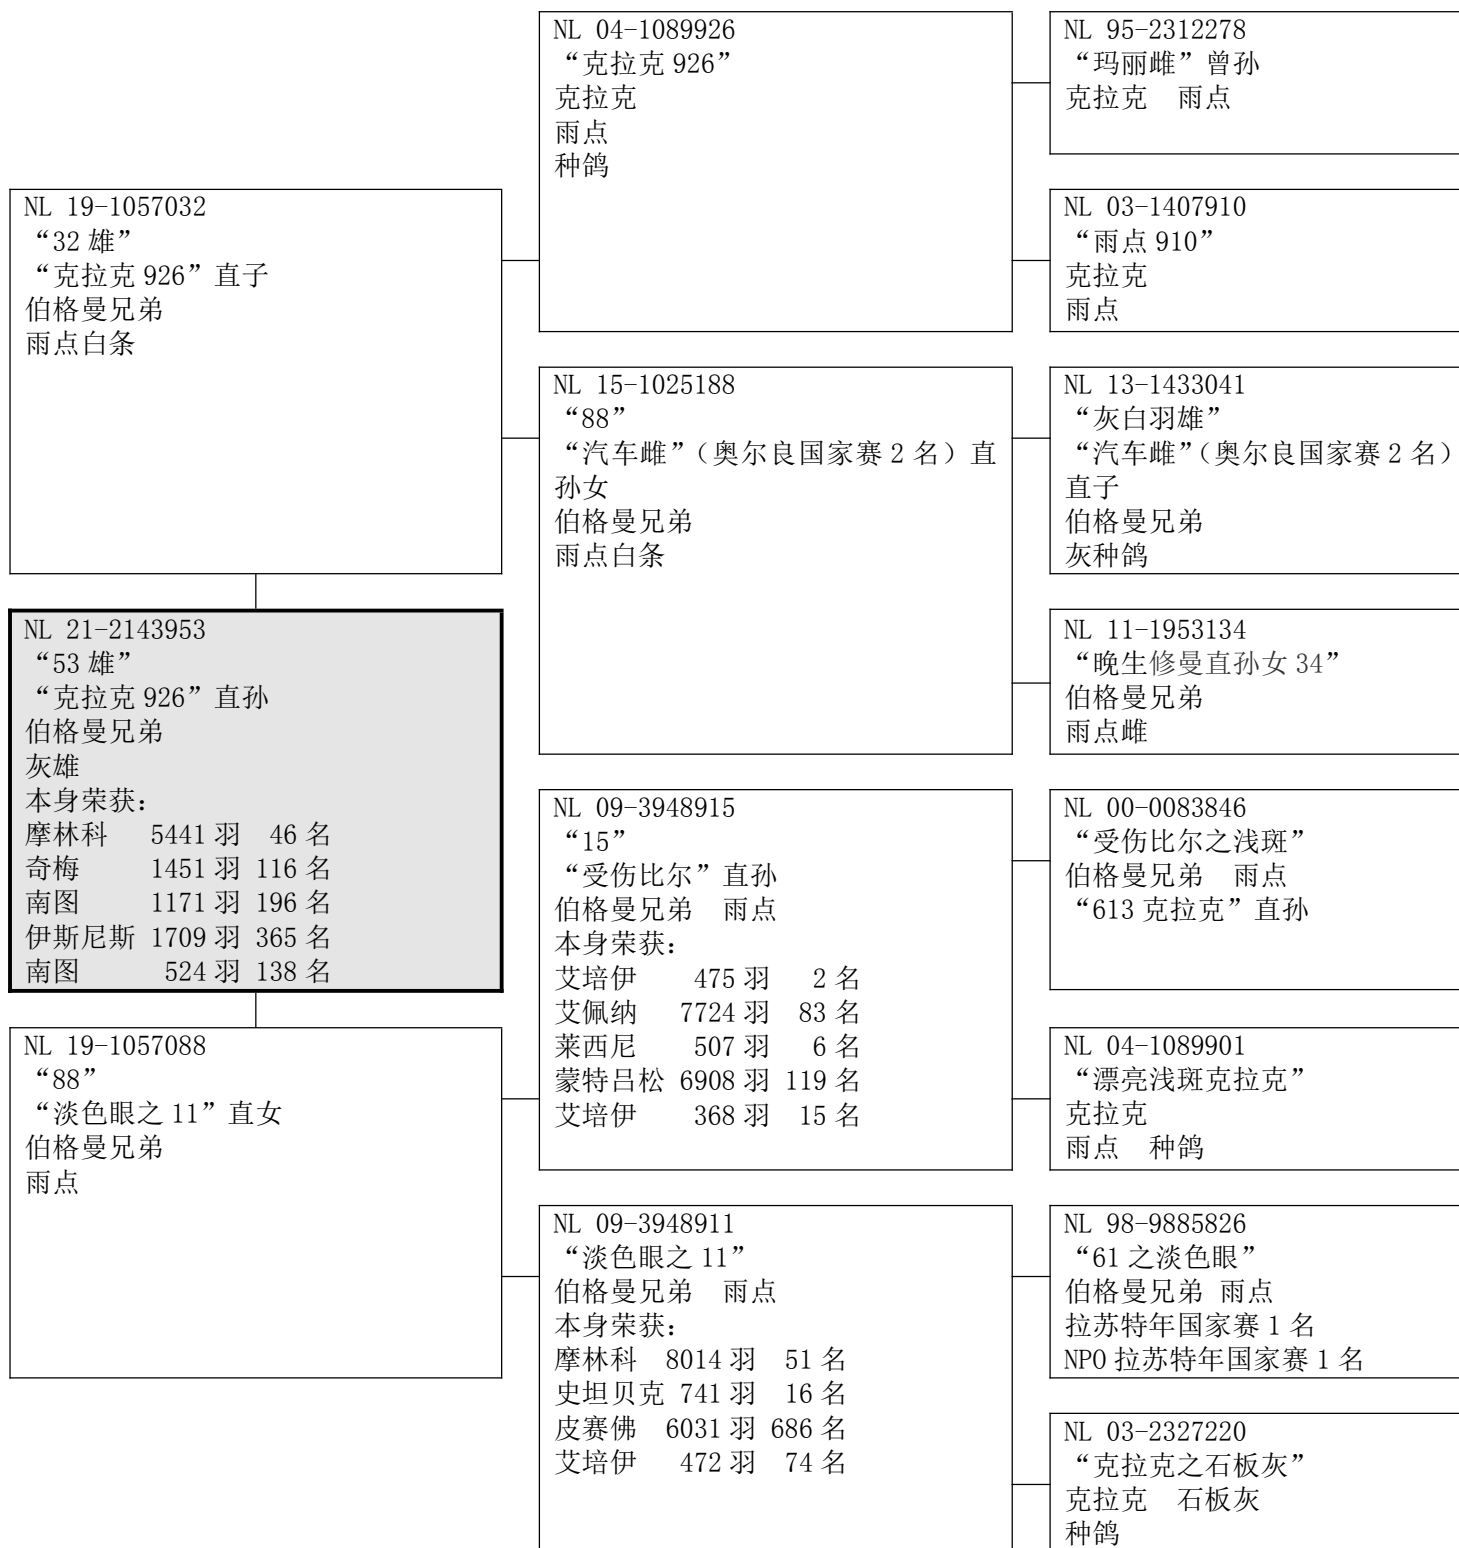 NL 19-1057032
“32 雄”
“克拉克 926”直子
伯格曼兄弟
雨点白条
NL 21-2143953
“53 雄”
“克拉克 926”直孙
伯格曼兄弟
灰雄
本身荣获：
摩林科 5441 羽 46 名
奇梅 1451 羽 116 名
南图 1171 羽 196 名
伊斯尼斯 1709 羽 365 名
南图 524 羽 138 名
NL 19-1057088
“88”
“淡色眼之 11”直女
伯格曼兄弟
雨点
NL 04-1089926
“克拉克 926”
克拉克
雨点
种鸽
NL 15-1025188
“88”
“汽车雌”（奥尔良国家赛 2 名）直
孙女
伯格曼兄弟
雨点白条
NL 09-3948915
“15”
“受伤比尔”直孙
伯格曼兄弟 雨点
本身荣获：
艾培伊 475 羽 2 名
艾佩纳 7724 羽 83 名
莱西尼 507 羽 6 名
蒙特吕松 6908 羽 119 名
艾培伊 368 羽 15 名
NL 09-3948911
“淡色眼之 11”
伯格曼兄弟 雨点
本身荣获：
摩林科 8014 羽 51 名
史坦贝克 741 羽 16 名
皮赛佛 6031 羽 686 名
艾培伊 472 羽 74 名
NL 95-2312278
“玛丽雌”曾孙
克拉克 雨点
NL 03-1407910
“雨点 910”
克拉克
雨点
NL 13-1433041
“灰白羽雄”
“汽车雌”（奥尔良国家赛 2 名）
直子
伯格曼兄弟
灰种鸽
NL 11-1953134
“晚生修曼直孙女 34”
伯格曼兄弟
雨点雌
NL 00-0083846
“受伤比尔之浅斑”
伯格曼兄弟 雨点
“613 克拉克”直孙
NL 04-1089901
“漂亮浅斑克拉克”
克拉克
雨点 种鸽
NL 98-9885826
“61 之淡色眼”
伯格曼兄弟 雨点
拉苏特年国家赛 1 名
NPO 拉苏特年国家赛 1 名
NL 03-2327220
“克拉克之石板灰”
克拉克 石板灰
种鸽